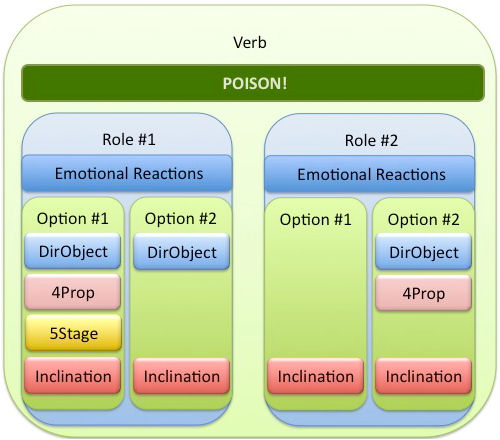 Verb
POISON!
Role #1
Emotional Reactions
Option #1
DirObject
4Prop
5Stage
Inclination
Option #2
DirObject
Inclination
Role #2
Emotional Reactions
Option #1
Inclination
Option #2
DirObject
4Prop
Inclination